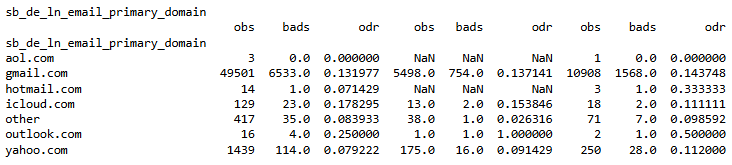 sb_de_ln_email_primary_domain
obs bads odr obs bads odr obs bads odr
sb_de_ln_email_primary_domain
aol.com 3 0.0 0.000000 NaN NaN NaN 1 0.0 0.000000
gmail.com 49501 6533.0 0.131977 5498.0 754.0 0.137141 10908 1568.0 0.143748
hotmail.com 14 1.0 0.071429 NaN NaN NaN 3 1.0 0.333333
icloud.com 129 23.0 0.178295 13.0 2.0 0.153846 18 2.0 0.111111
other 417 35.0 0.083933 38.0 1.0 0.026316 71 7.0 0.098592
outlook.com 16 4.0 0.250000 1.0 1.0 1.000000 2 1.0 0.500000
yahoo.com 1439 114.0 0.079222 175.0 16.0 0.091429 250 28.0 0.112000